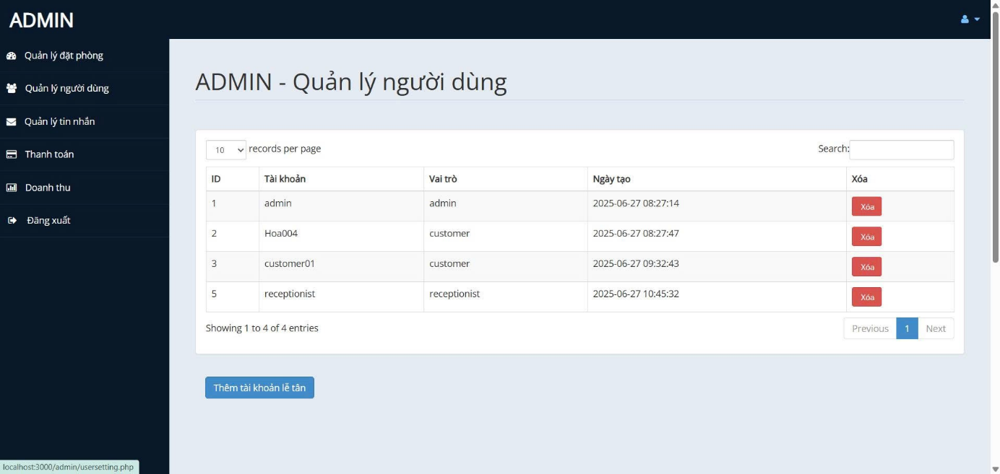 ADMIN
Quản lý đặt phòng
Quản lý người dùng
Quản lý tin nhắn
Thanh toán
Doanh thu
Đăng xuất
ADMIN - Quản lý người dùng
10 records per page Search:
ID Tài khoản Vai trò Ngày tạo Xóa
1 admin admin 2025-06-27 08:27:14 Xóa
2 Hoa004 customer 2025-06-27 08:27:47 Xóa
3 customer01 customer 2025-06-27 09:32:43 Xóa
5 receptionist receptionist 2025-06-27 10:45:32 Xóa
Showing 1 to 4 of 4 entries Previous 1 Next
Thêm tài khoản lễ tân
localhost:3000/admin/usersetting.php